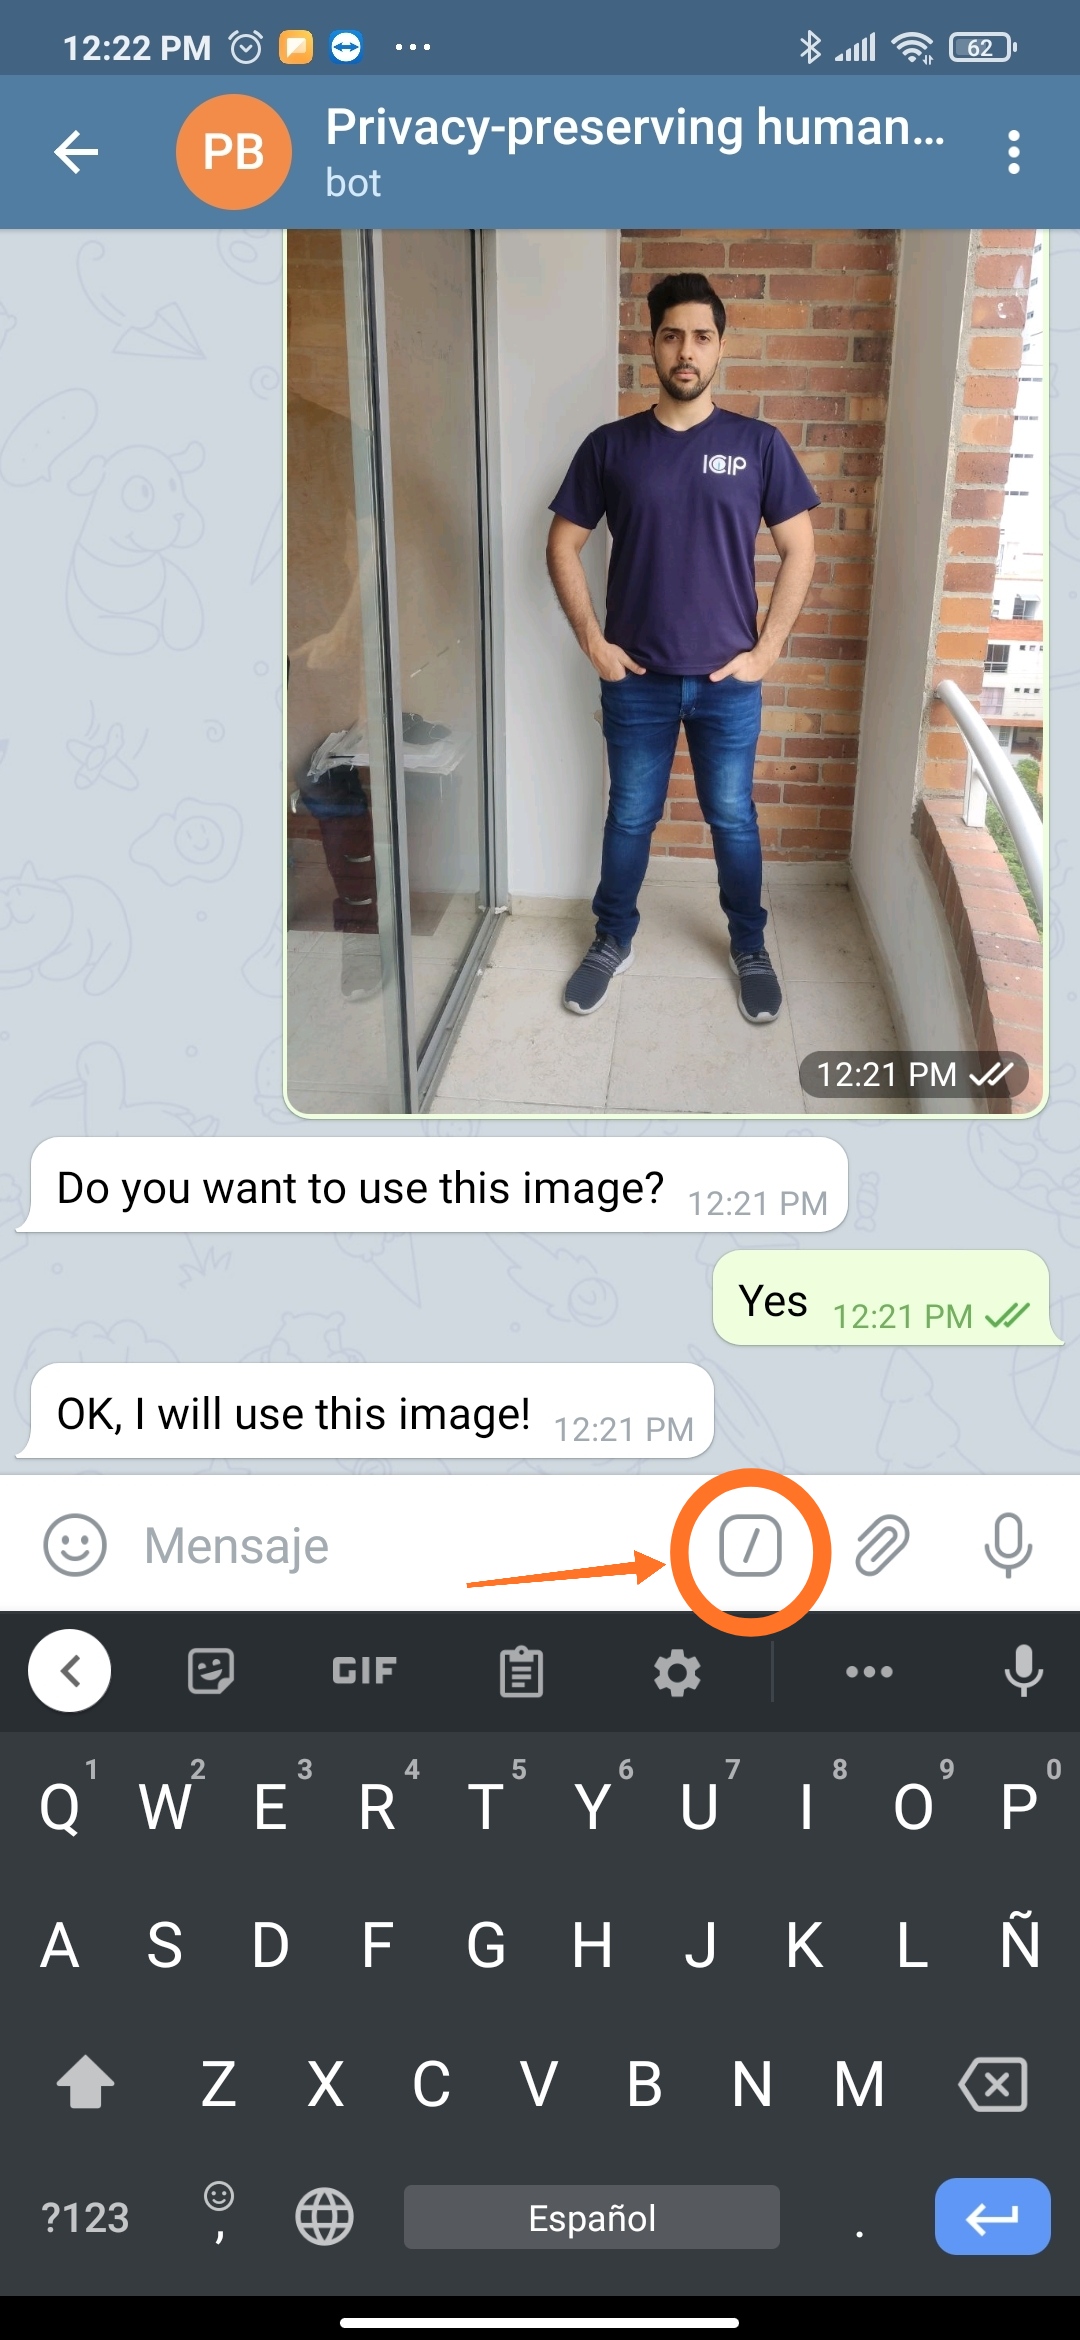 12:22 PM
62
PB
Privacy-preserving human...
bot
ICIP
12:21 PM
Do you want to use this image? 12:21 PM
Yes 12:21 PM
OK, I will use this image! 12:21 PM
Mensaje
/
GIF
1 2 3 4 5 6 7 8 9 0
Q W E R T Y U I O P
A S D F G H J K L Ñ
Z X C V B N M
?123 , Español .